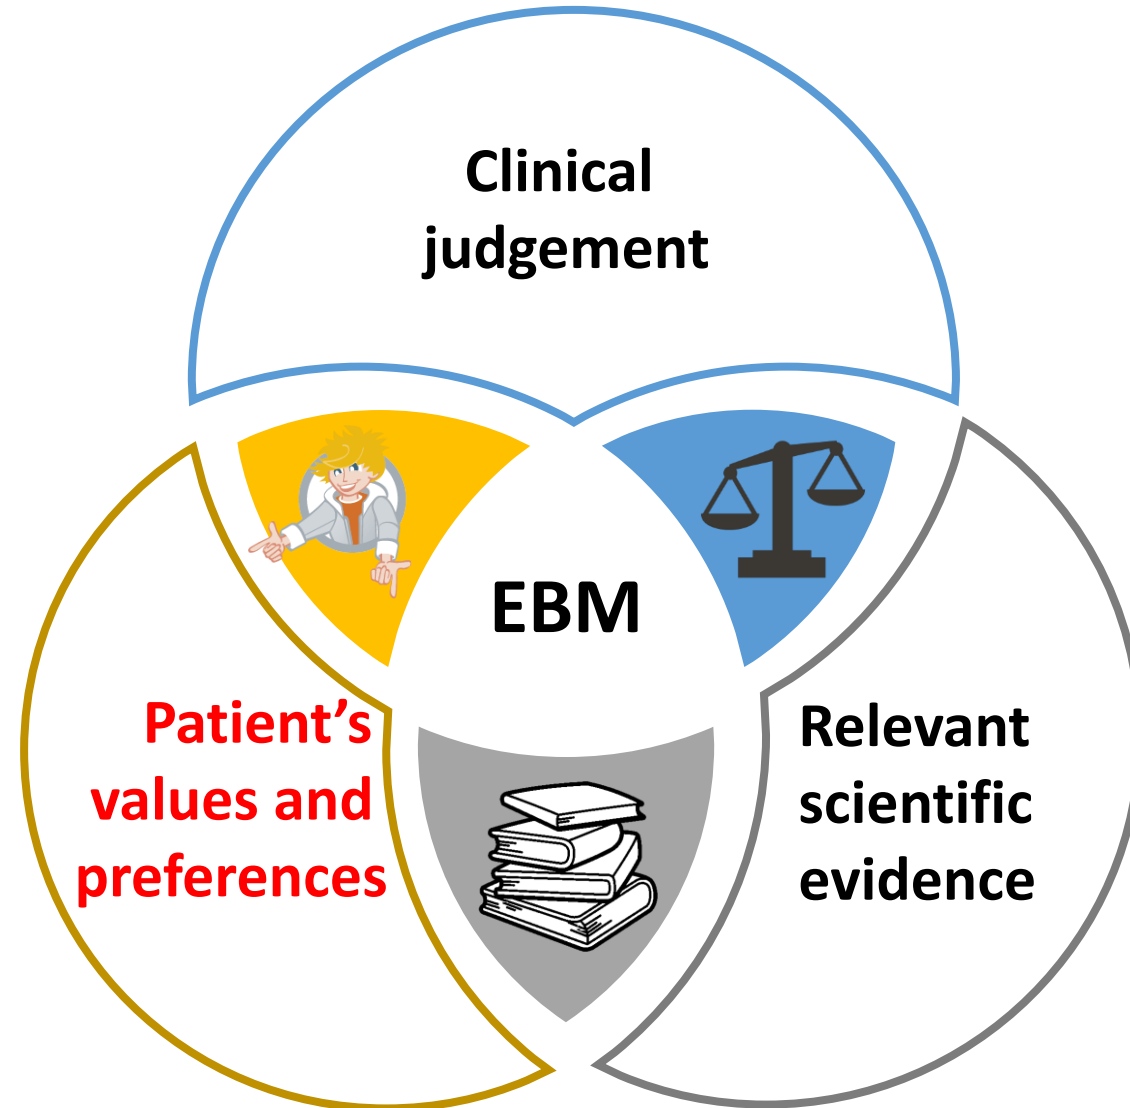 Clinical
judgement
EBM
Patient’s
values and
preferences
Relevant
scientific
evidence